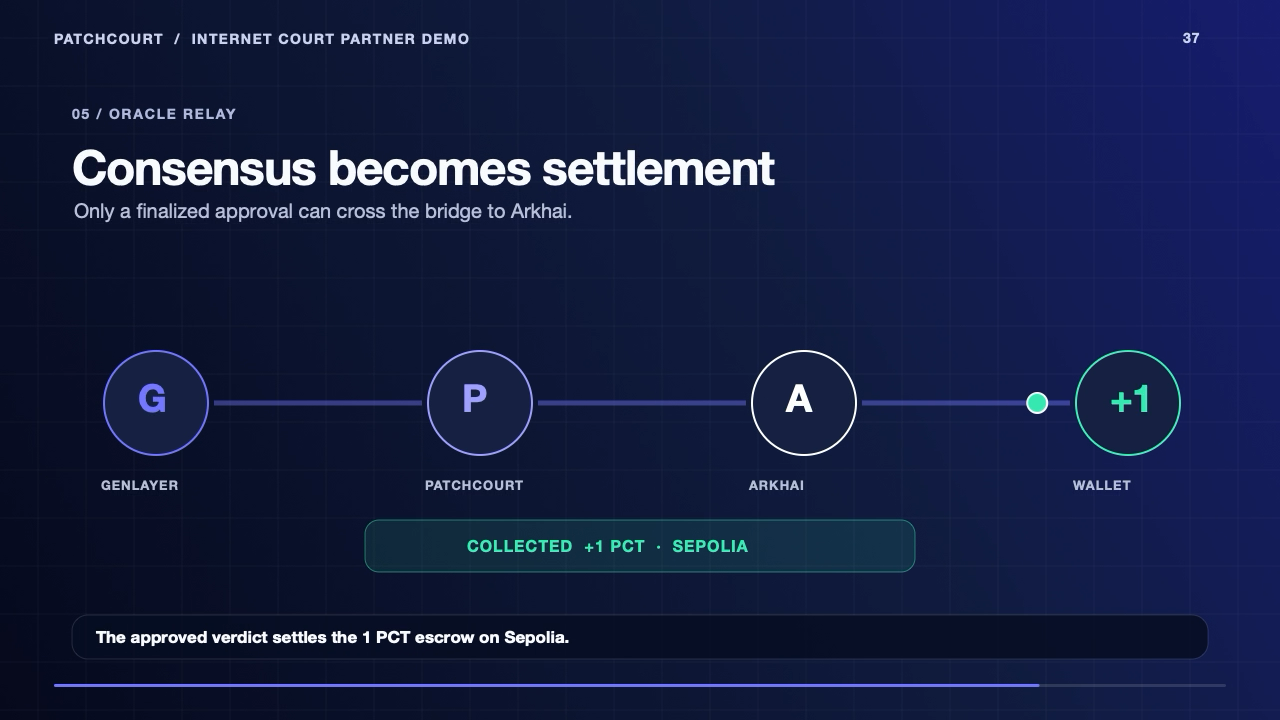 PATCHCOURT / INTERNET COURT PARTNER DEMO
37
05 / ORACLE RELAY
Consensus becomes settlement
Only a finalized approval can cross the bridge to Arkhai.
G
P
A
+1
GENLAYER
PATCHCOURT
ARKHAI
WALLET
COLLECTED +1 PCT · SEPOLIA
The approved verdict settles the 1 PCT escrow on Sepolia.